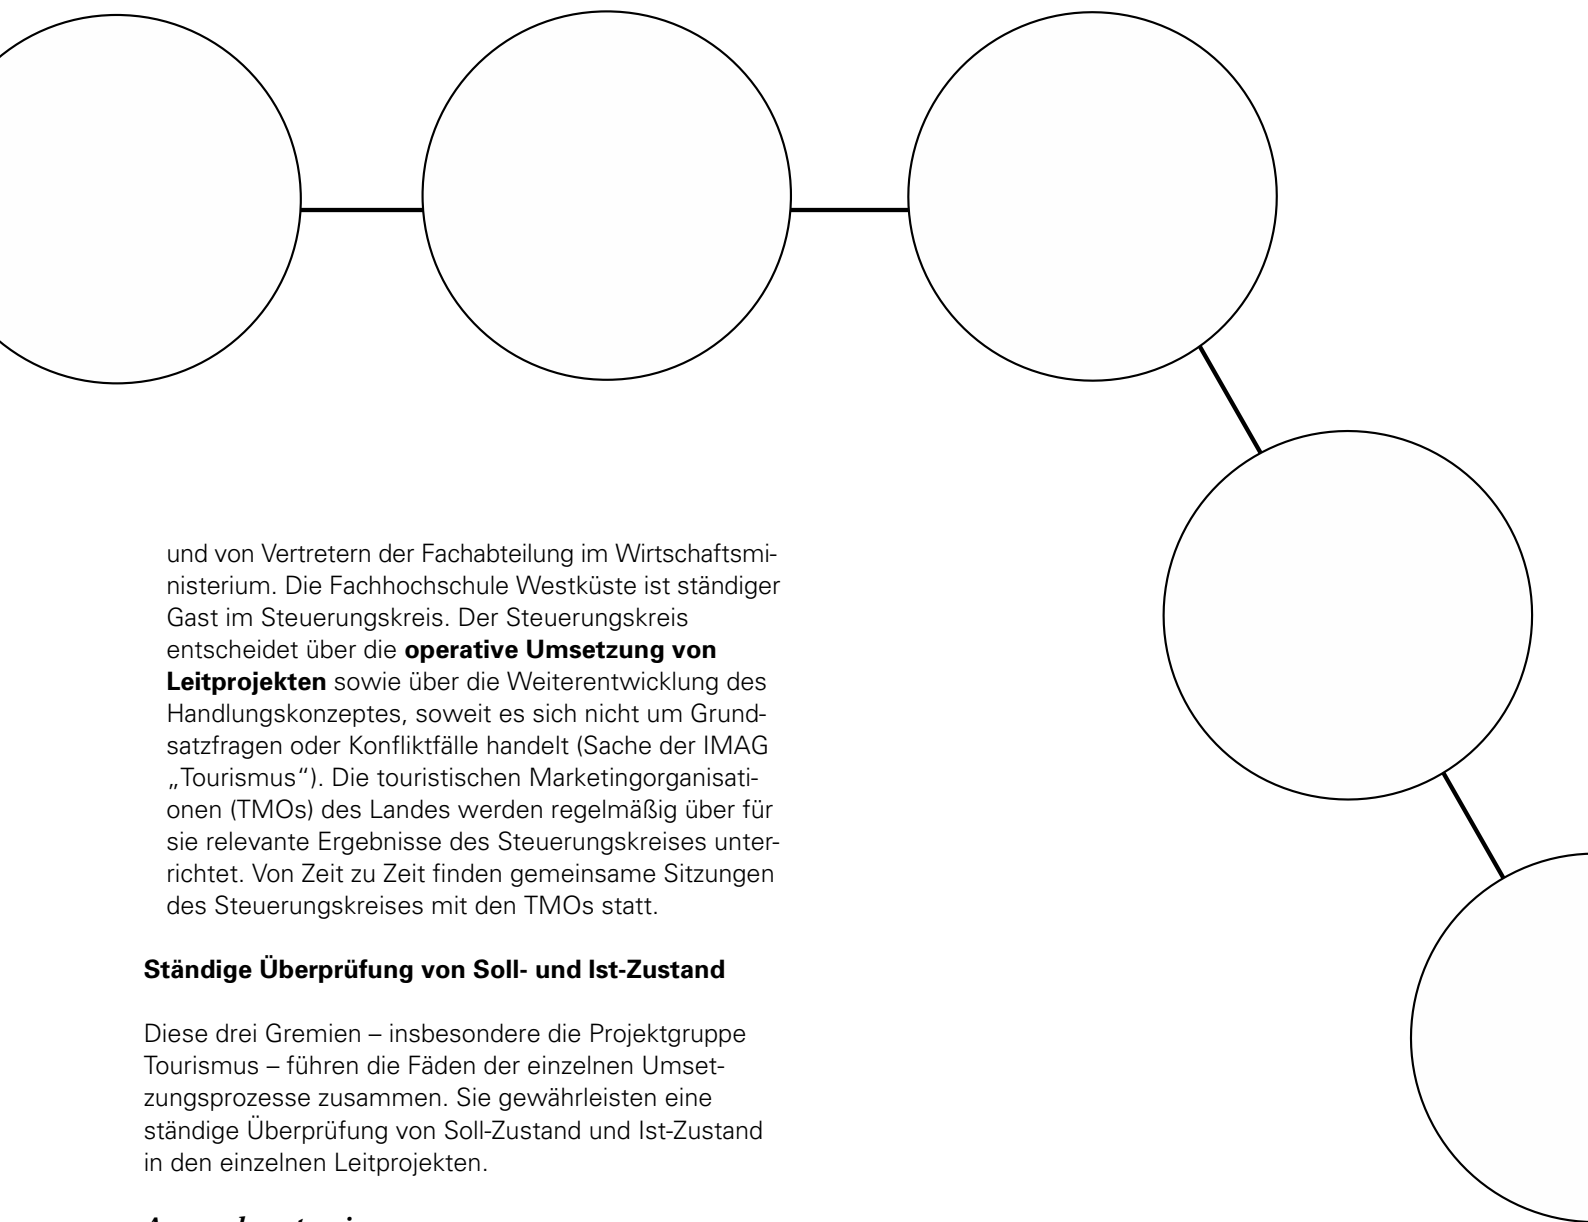 und von Vertretern der Fachabteilung im Wirtschaftsmi-
nisterium. Die Fachhochschule Westküste ist ständiger
Gast im Steuerungskreis. Der Steuerungskreis
entscheidet über die operative Umsetzung von
Leitprojekten sowie über die Weiterentwicklung des
Handlungskonzeptes, soweit es sich nicht um Grund-
satzfragen oder Konfliktfälle handelt (Sache der IMAG
„Tourismus“). Die touristischen Marketingorganisati-
onen (TMOs) des Landes werden regelmäßig über für
sie relevante Ergebnisse des Steuerungskreises unter-
richtet. Von Zeit zu Zeit finden gemeinsame Sitzungen
des Steuerungskreises mit den TMOs statt.
Ständige Überprüfung von Soll- und Ist-Zustand
Diese drei Gremien – insbesondere die Projektgruppe
Tourismus – führen die Fäden der einzelnen Umset-
zungsprozesse zusammen. Sie gewährleisten eine
ständige Überprüfung von Soll-Zustand und Ist-Zustand
in den einzelnen Leitprojekten.